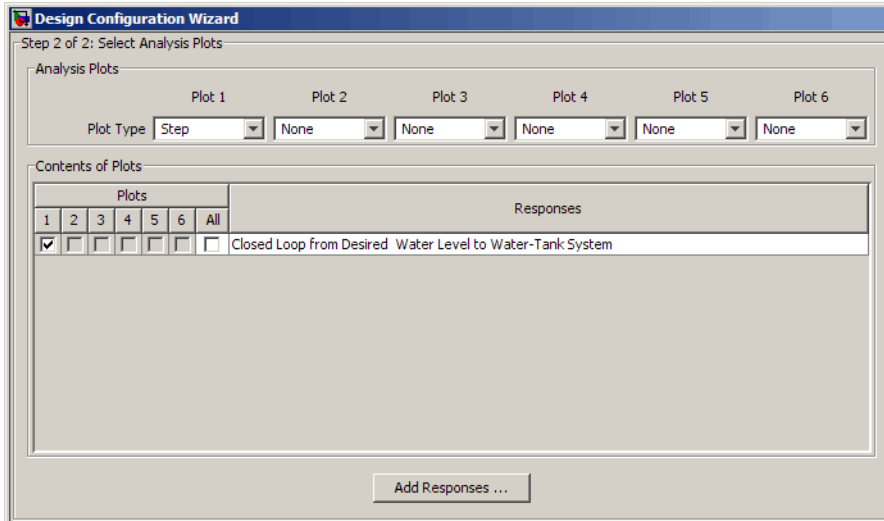 Design Configuration Wizard
Step 2 of 2: Select Analysis Plots
Analysis Plots
Plot 1 Plot 2 Plot 3 Plot 4 Plot 5 Plot 6
Plot Type Step None None None None None
Contents of Plots
Plots Responses
1 2 3 4 5 6 All
Closed Loop from Desired  Water Level to Water-Tank System
Add Responses ...